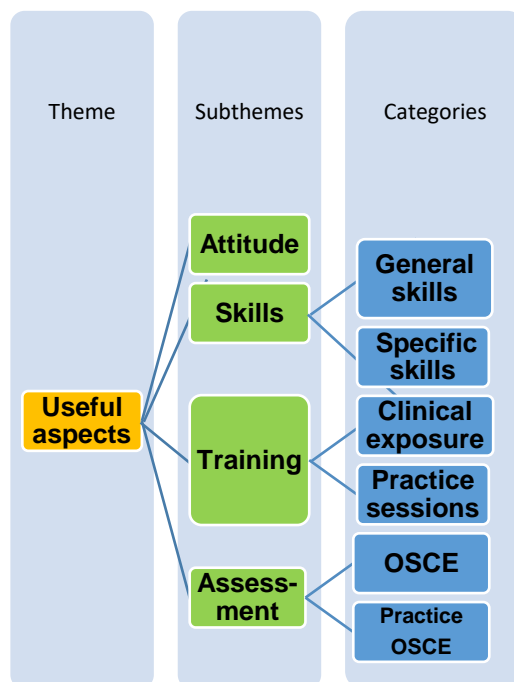 Theme
Subthemes
Categories
Useful
aspects
Attitude
Skills
Training
Assess-
ment
General
skills
Specific
skills
Clinical
exposure
Practice
sessions
OSCE
Practice
OSCE